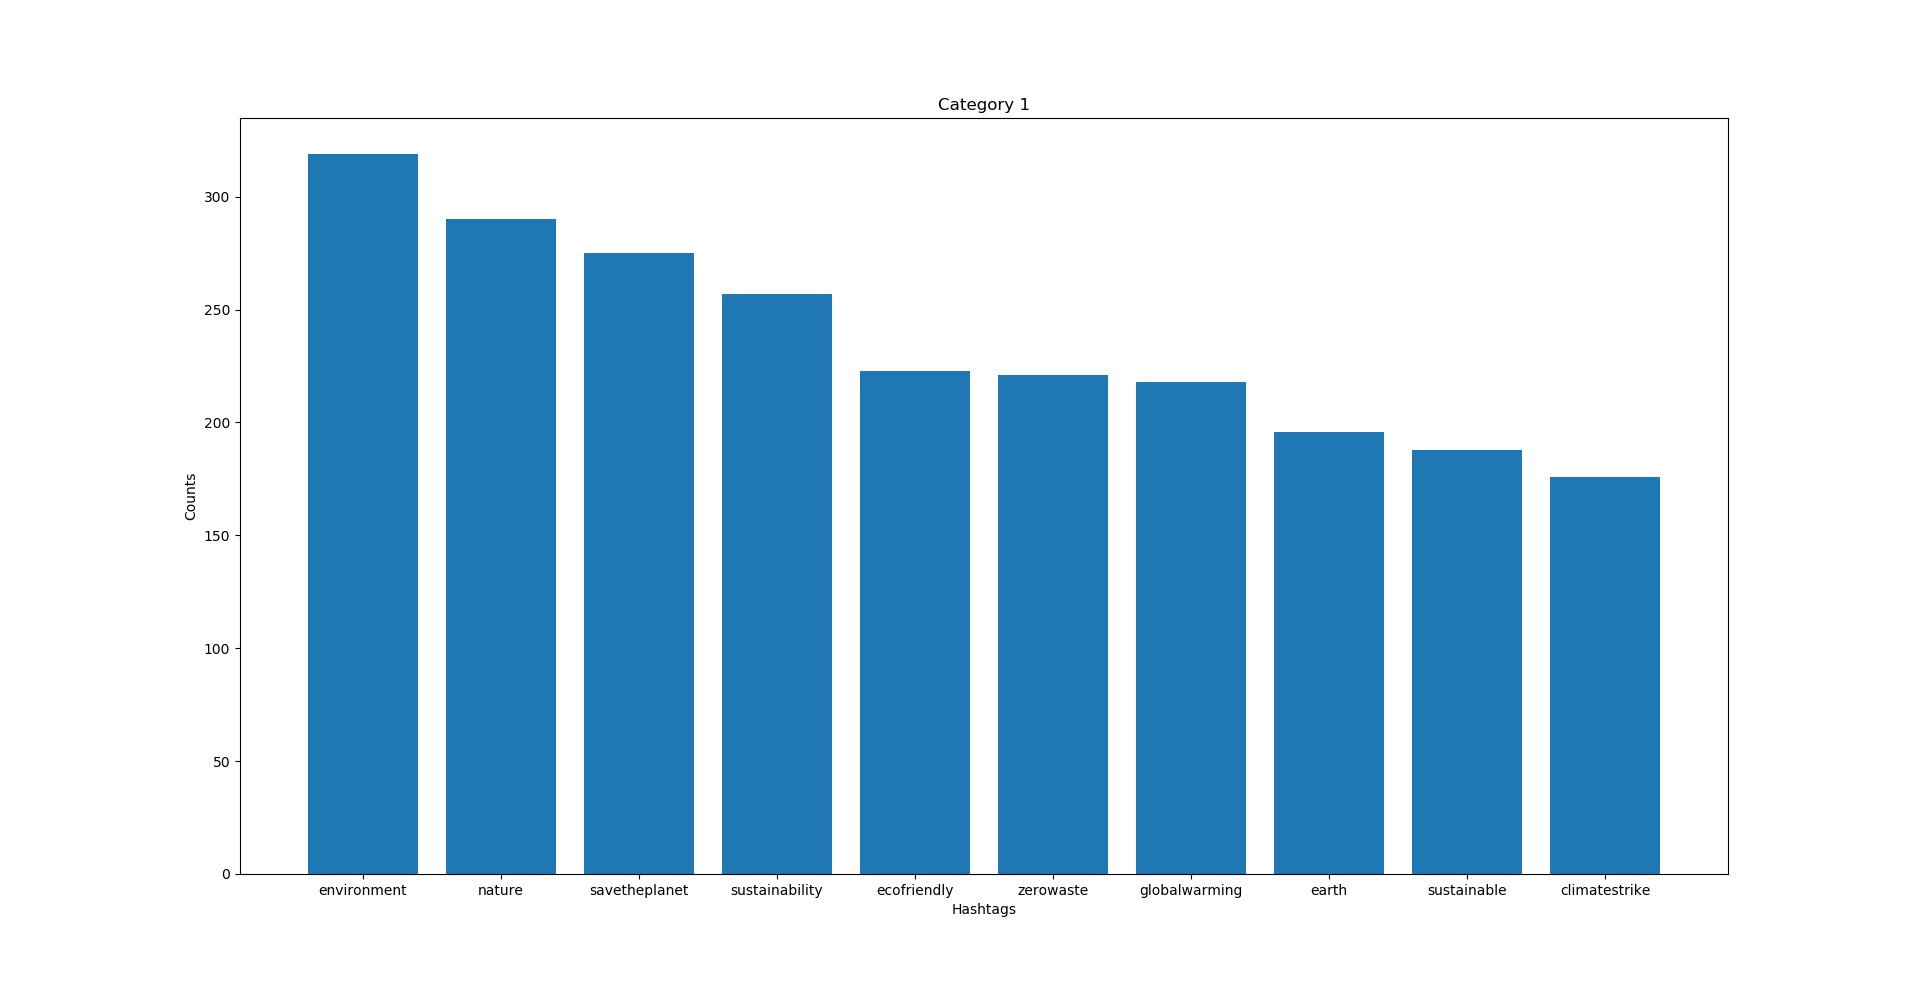 Category 1
300
250
200
150
100
50
0
Counts
environment nature savetheplanet sustainability ecofriendly zerowaste globalwarming earth sustainable climatestrike
Hashtags